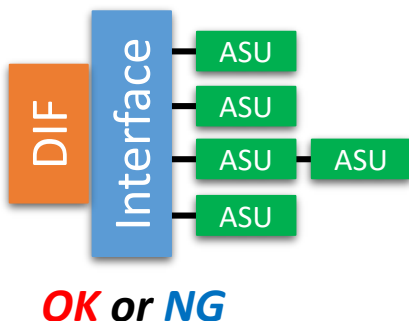 DIF
Interface
ASU
ASU
ASU ASU
ASU
OK or NG